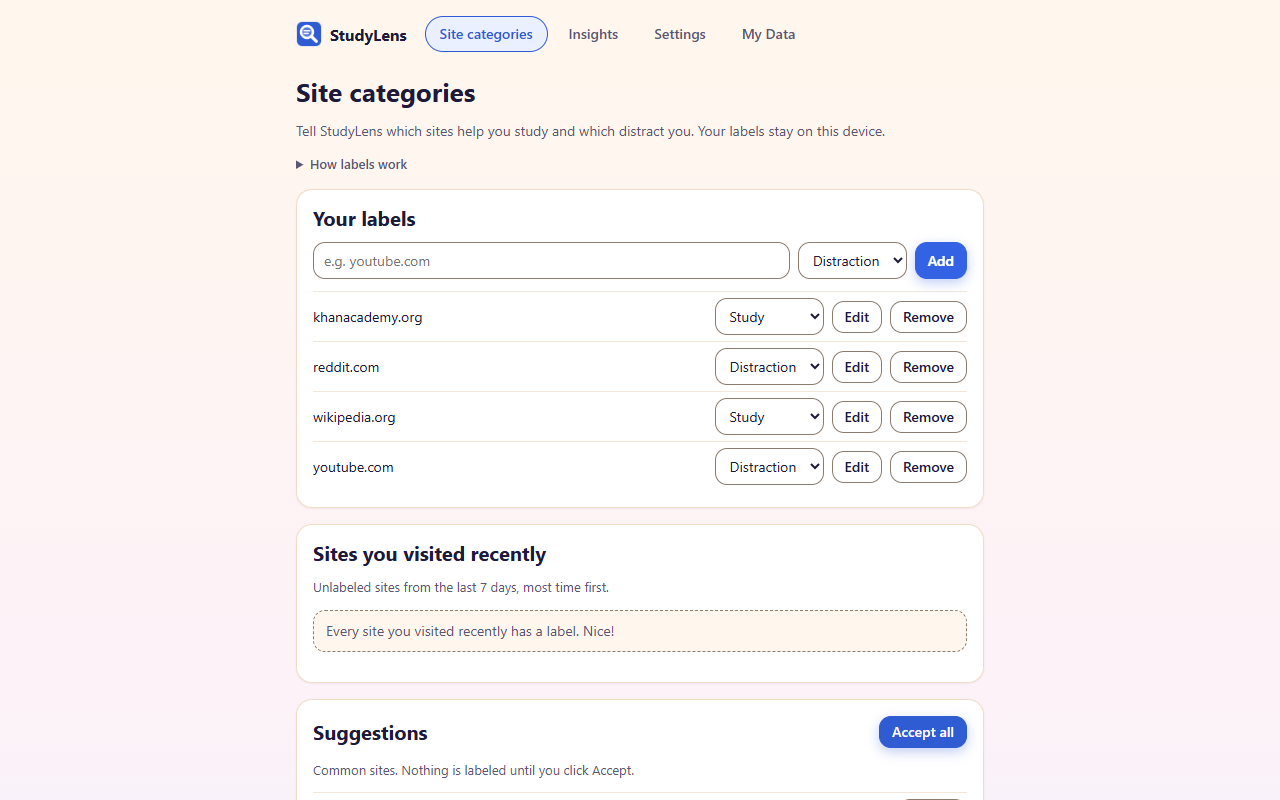 StudyLens Site categories Insights Settings My Data
Site categories
Tell StudyLens which sites help you study and which distract you. Your labels stay on this device.
How labels work
Your labels
e.g. youtube.com Distraction Add
khanacademy.org Study Edit Remove
reddit.com Distraction Edit Remove
wikipedia.org Study Edit Remove
youtube.com Distraction Edit Remove
Sites you visited recently
Unlabeled sites from the last 7 days, most time first.
Every site you visited recently has a label. Nice!
Suggestions Accept all
Common sites. Nothing is labeled until you click Accept.